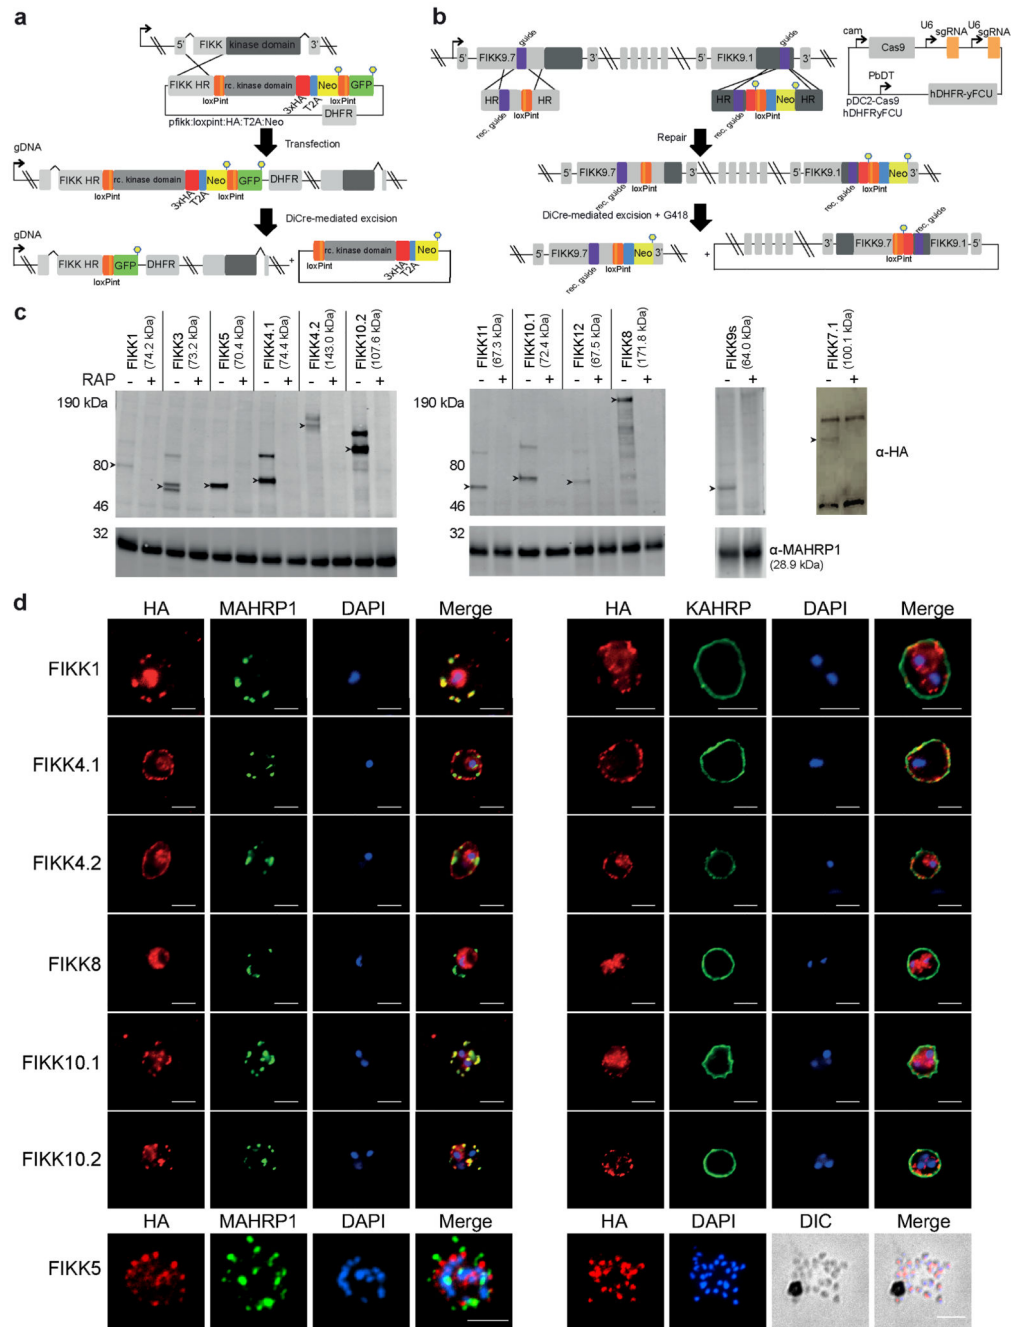 a
5'
FIKK
kinase domain
3'
FIKK HR
rc. kinase domain
Neo
GFP
loxPint
3xHA
T2A
DHFR
pfikk:loxpint:HA:T2A:Neo
Transfection
gDNA
FIKK HR
rc. kinase domain
Neo
GFP
DHFR
loxPint
3xHA
T2A
DiCre-mediated excision
gDNA
FIKK HR
GFP
DHFR
+
rc. kinase domain
Neo
loxPint
loxPint
3xHA
T2A
b
guide
guide
5'
FIKK9.7
3'
5'
FIKK9.1
3'
HR
HR
HR
Neo
HR
rec. guide
loxPint
rec. guide
loxPint
cam
U6
U6
sgRNA
sgRNA
Cas9
PbDT
pDC2-Cas9
hDHFRyFCU
hDHFR-yFCU
Repair
5'
FIKK9.7
3'
5'
FIKK9.1
Neo
3'
rec. guide
loxPint
rec. guide
loxPint
DiCre-mediated excision + G418
rec. guide
5'
FIKK9.7
Neo
3'
+
3'
FIKK9.7
FIKK9.1
5'
rec. guide
loxPint
loxPint
c
FIKK1 (74.2 kDa)
FIKK3 (73.2 kDa)
FIKK5 (70.4 kDa)
FIKK4.1 (74.4 kDa)
FIKK4.2 (143.0 kDa)
FIKK10.2 (107.6 kDa)
FIKK11 (67.3 kDa)
FIKK10.1 (72.4 kDa)
FIKK12 (67.5 kDa)
FIKK8 (171.8 kDa)
FIKK9s (64.0 kDa)
FIKK7.1 (100.1 kDa)
RAP - + - + - + - + - + - +
- + - + - + - +
- +
- +
190 kDa
80
46
32
190 kDa
80
46
32
α-HA
α-MAHRP1
(28.9 kDa)
d
HA MAHRP1 DAPI Merge
HA KAHRP DAPI Merge
FIKK1
FIKK4.1
FIKK4.2
FIKK8
FIKK10.1
FIKK10.2
HA MAHRP1 DAPI Merge
HA DAPI DIC Merge
FIKK5